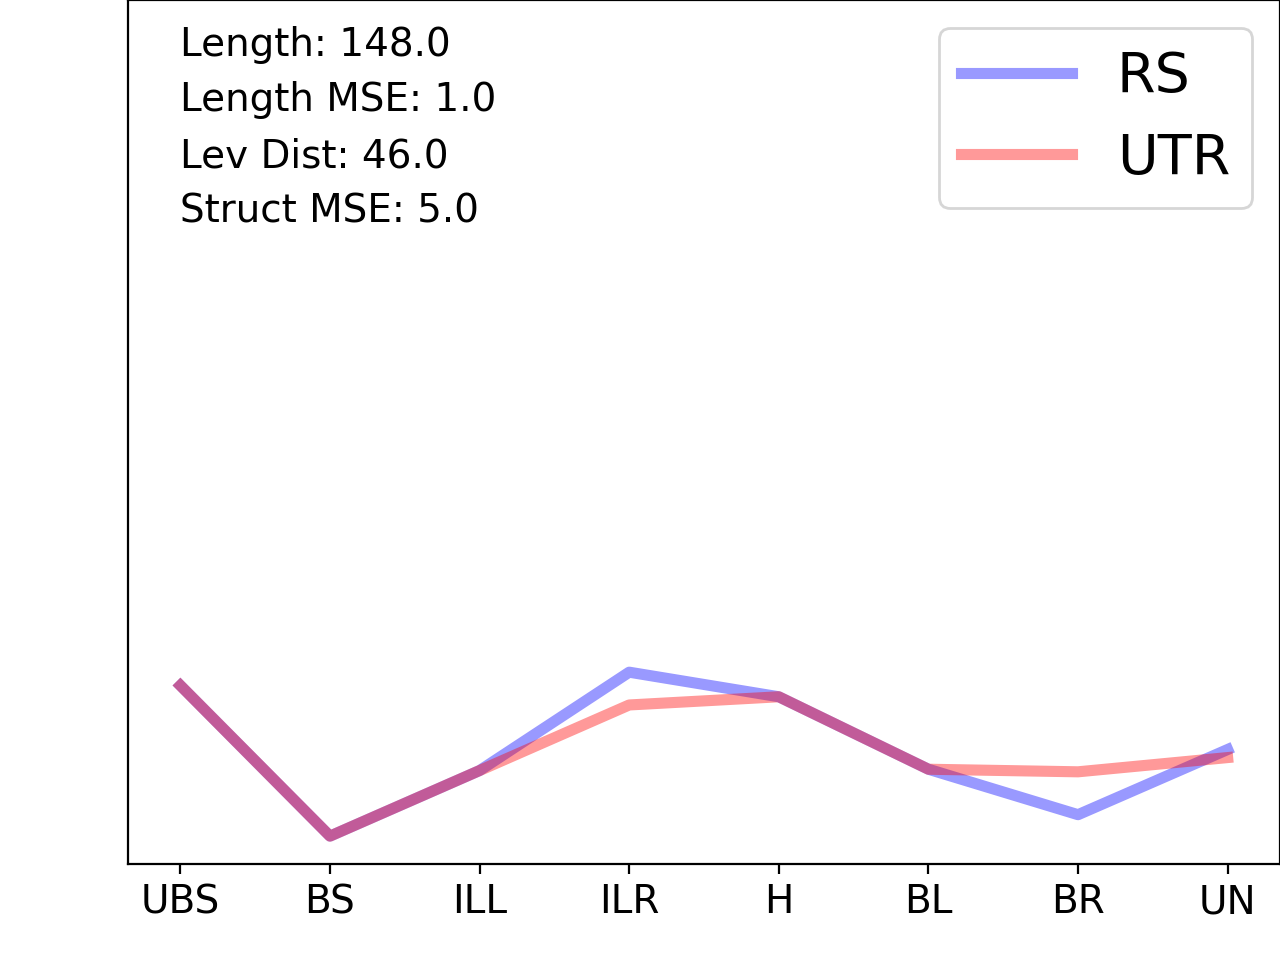 Length: 148.0
Length MSE: 1.0
Lev Dist: 46.0
Struct MSE: 5.0
RS
UTR
UBS BS ILL ILR H BL BR UN